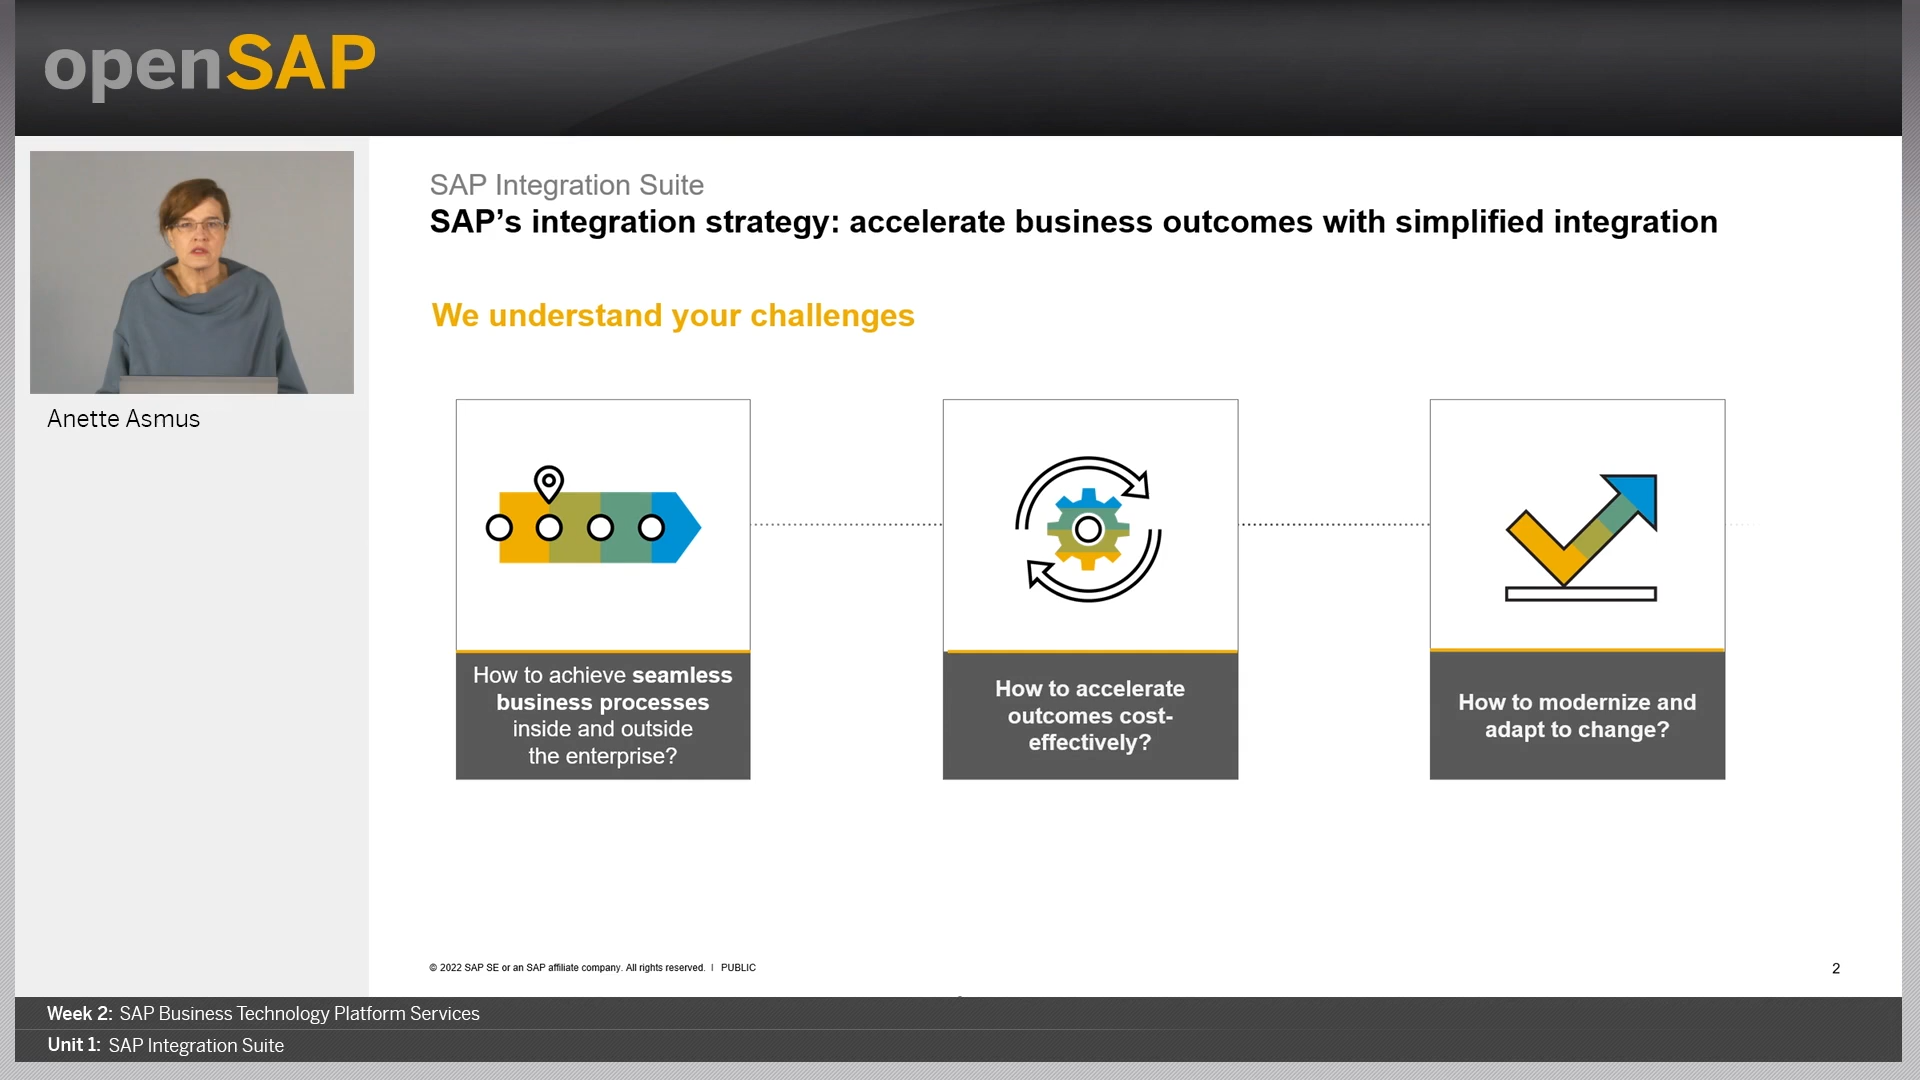 openSAP
Anette Asmus
SAP Integration Suite
SAP’s integration strategy: accelerate business outcomes with simplified integration
We understand your challenges
How to achieve seamless
business processes
inside and outside
the enterprise?
How to accelerate
outcomes cost-
effectively?
How to modernize and
adapt to change?
© 2022 SAP SE or an SAP affiliate company. All rights reserved. | PUBLIC
2
Week 2: SAP Business Technology Platform Services
Unit 1: SAP Integration Suite